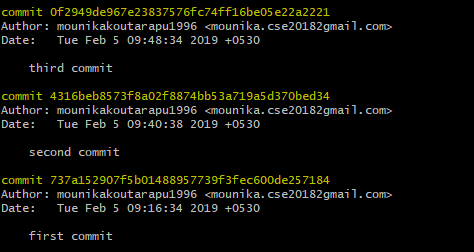 commit 0f2949de967e23837576fc74ff16be05e22a2221
Author: mounikakoutarapu1996 <mounika.cse20182gmail.com>
Date:   Tue Feb 5 09:48:34 2019 +0530
third commit
commit 4316beb8573f8a02f8874bb53a719a5d370bed34
Author: mounikakoutarapu1996 <mounika.cse20182gmail.com>
Date:   Tue Feb 5 09:40:38 2019 +0530
second commit
commit 737a152907f5b01488957739f3fec600de257184
Author: mounikakoutarapu1996 <mounika.cse20182gmail.com>
Date:   Tue Feb 5 09:16:34 2019 +0530
first commit